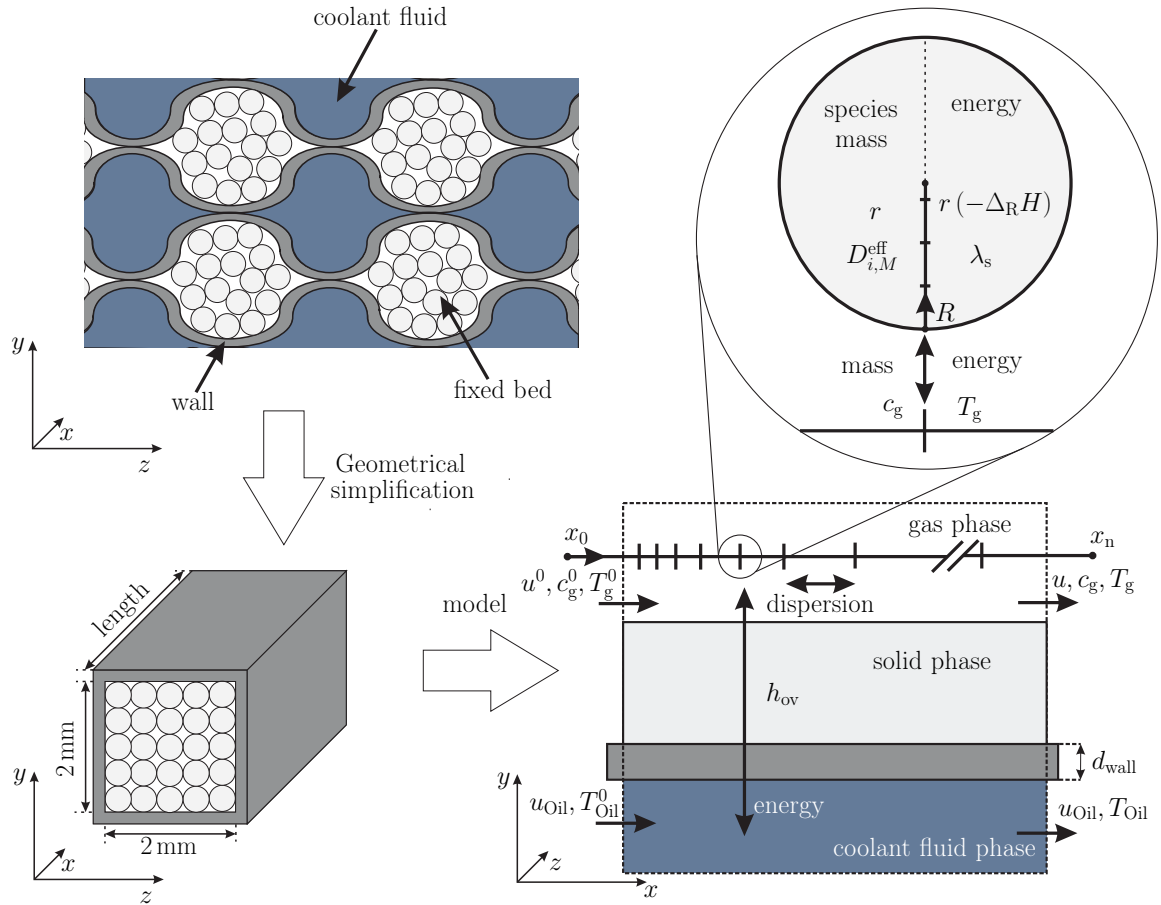 coolant fluid
y
x
z
wall
fixed bed
Geometrical
simplification
length
2 mm
2 mm
y
x
z
model
species
mass
energy
r
r (−Δ_R H)
D_{i,M}^{eff}
λ_s
R
mass
energy
c_g
T_g
x_0
gas phase
x_n
u^0, c_g^0, T_g^0
dispersion
u, c_g, T_g
solid phase
h_ov
d_wall
u_Oil, T_Oil^0
energy
u_Oil, T_Oil
coolant fluid phase
y
z
x